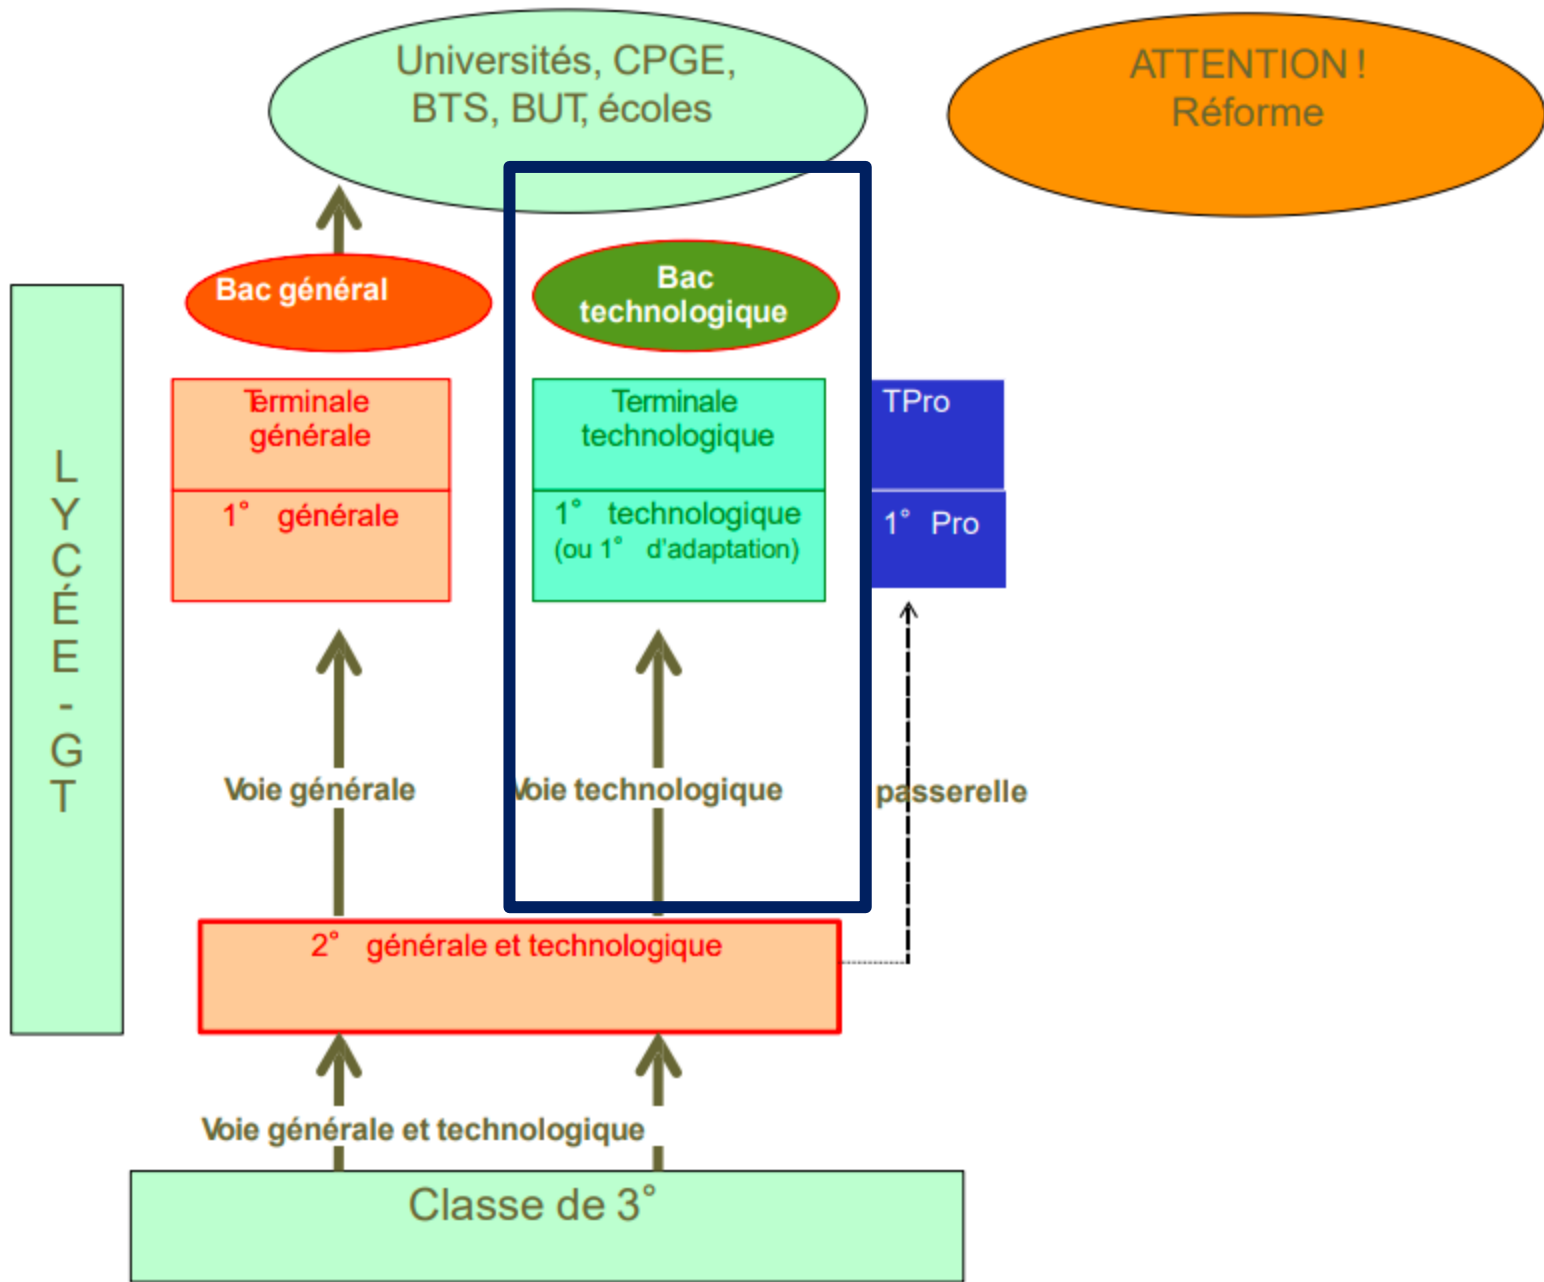 Universités, CPGE,
BTS, BUT, écoles
ATTENTION !
Réforme
Bac général
Bac
technologique
Terminale
générale
Terminale
technologique
TPro
1° générale
1° technologique
(ou 1° d'adaptation)
1° Pro
LYCÉE - GT
Voie générale
Voie technologique
passerelle
2° générale et technologique
Voie générale et technologique
Classe de 3°